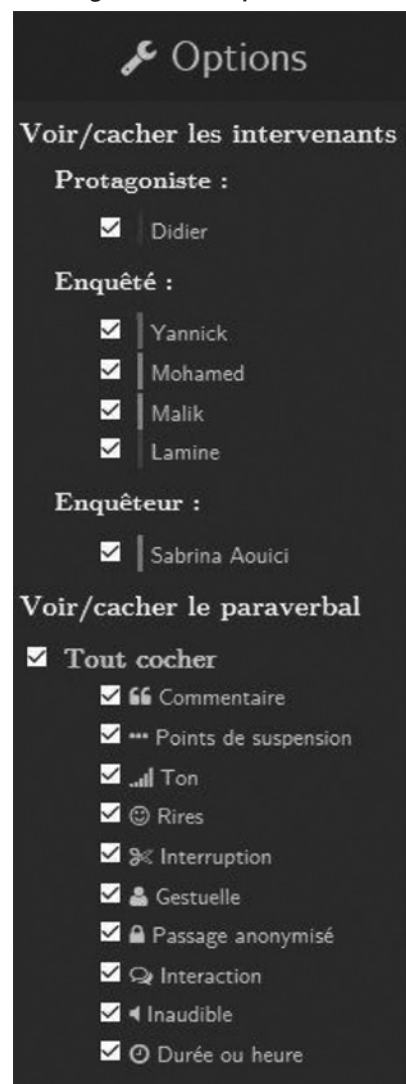 Options
Voir/cacher les intervenants
Protagoniste :
Didier
Enquêté :
Yannick
Mohamed
Malik
Lamine
Enquêteur :
Sabrina Aouici
Voir/cacher le paraverbal
Tout cocher
Commentaire
Points de suspension
Ton
Rires
Interruption
Gestuelle
Passage anonymisé
Interaction
Inaudible
Durée ou heure